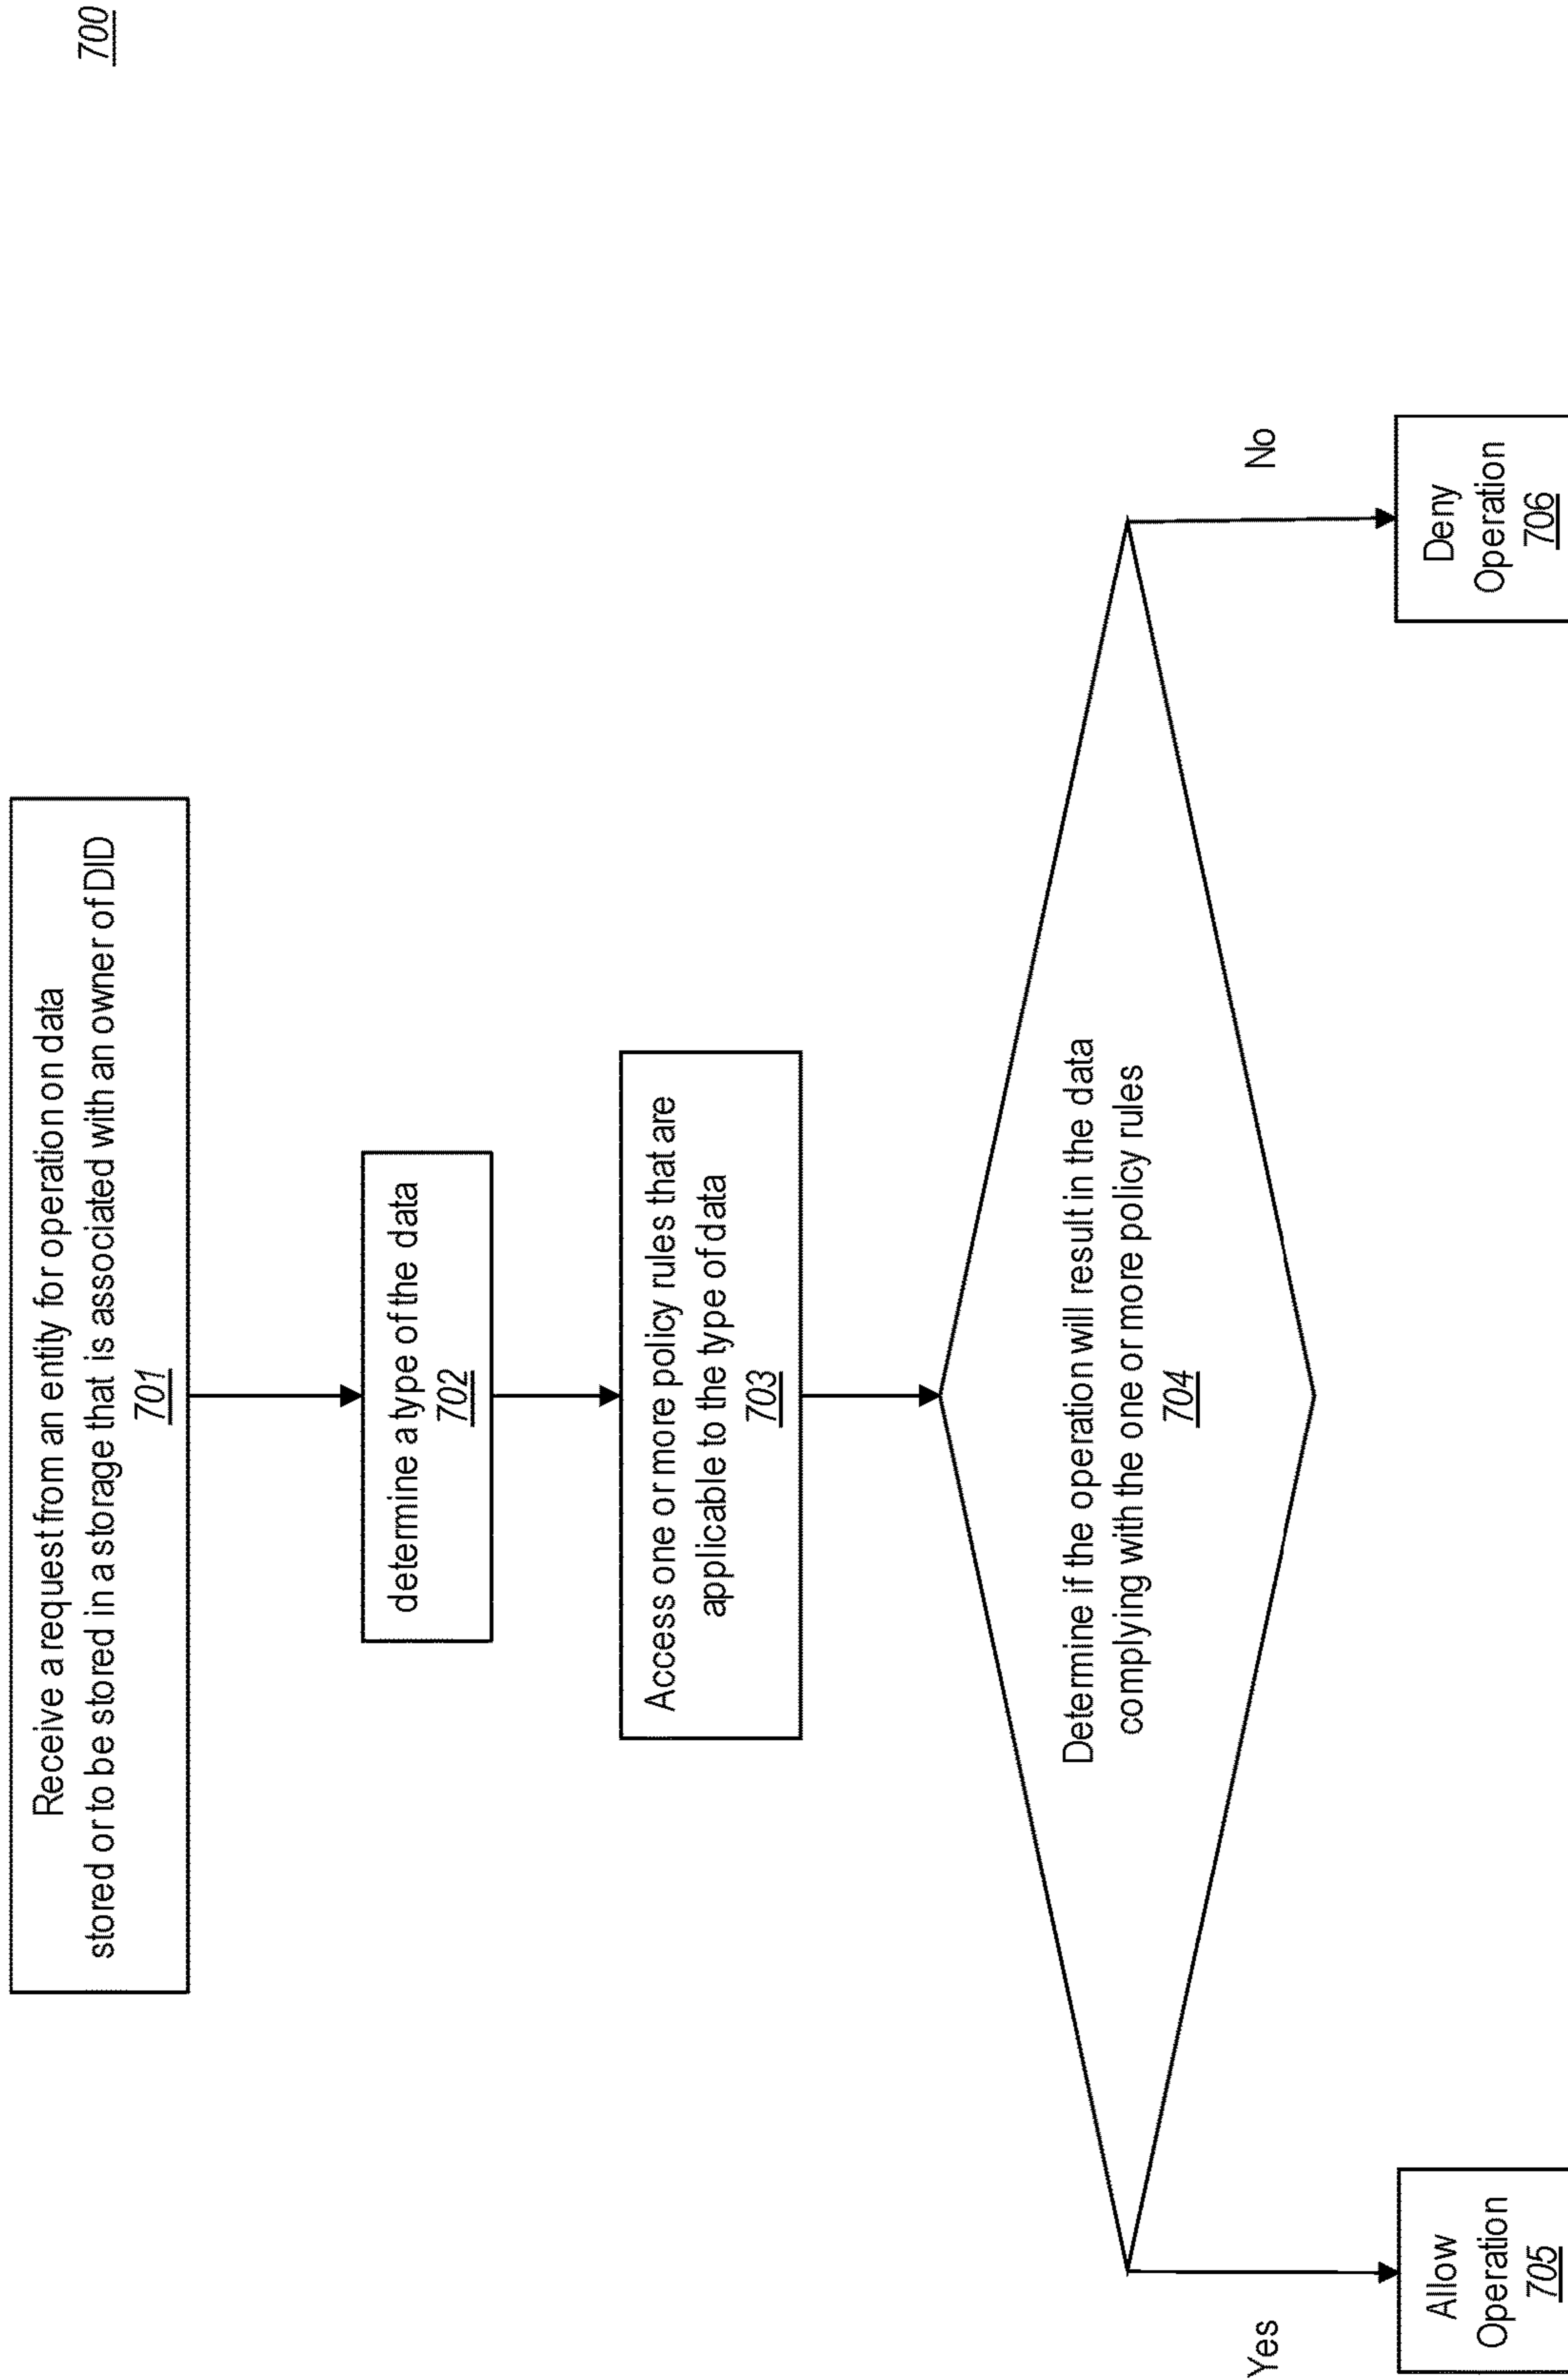 700
Receive a request from an entity for operation on data
stored or to be stored in a storage that is associated with an owner of DID
701
determine a type of the data
702
Access one or more policy rules that are
applicable to the type of data
703
Determine if the operation will result in the data
complying with the one or more policy rules
704
Yes
No
Allow
Operation
705
Deny
Operation
706